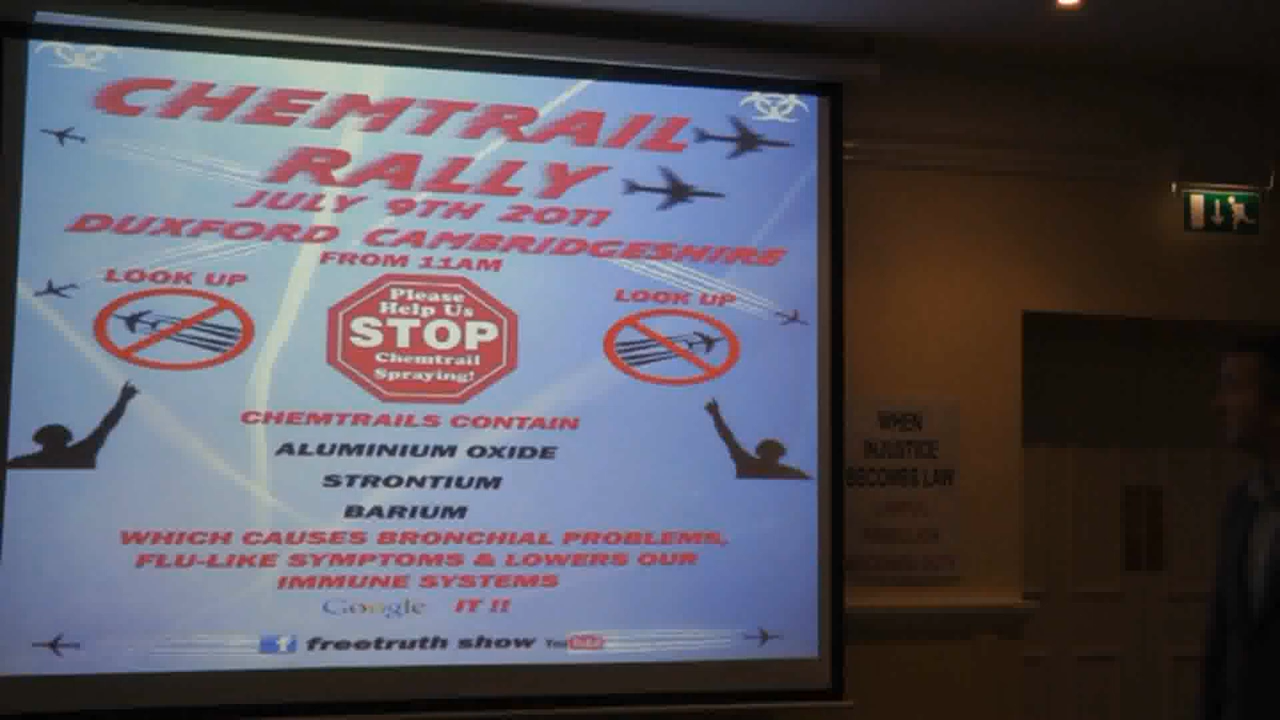 CHEMTRAIL
RALLY
JULY 9TH 2011
DUXFORD CAMBRIDGESHIRE
FROM 11AM
LOOK UP
LOOK UP
Please
Help Us
STOP
Chemtrail
Spraying!
CHEMTRAILS CONTAIN
ALUMINIUM OXIDE
STRONTIUM
BARIUM
WHICH CAUSES BRONCHIAL PROBLEMS,
FLU-LIKE SYMPTOMS & LOWERS OUR
IMMUNE SYSTEMS
Google IT !!
f freetruth show YouTube
WHEN
INJUSTICE
BECOMES LAW